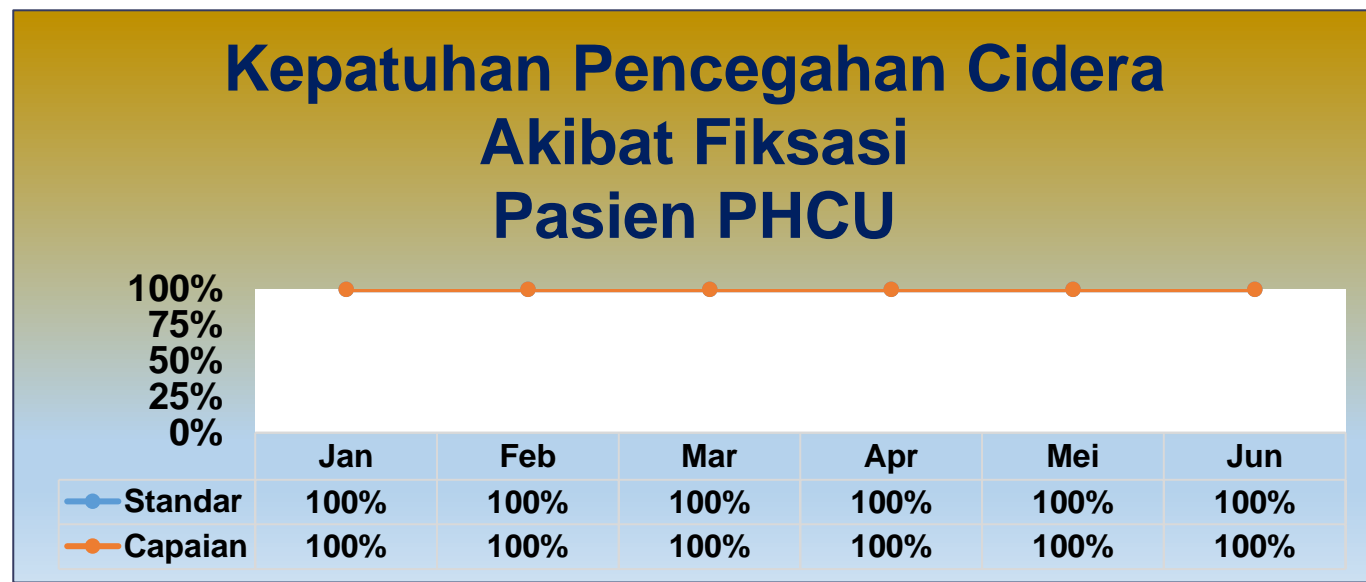 Kepatuhan Pencegahan Cidera
Akibat Fiksasi
Pasien PHCU
100%
75%
50%
25%
0%
Jan Feb Mar Apr Mei Jun
Standar 100% 100% 100% 100% 100% 100%
Capaian 100% 100% 100% 100% 100% 100%